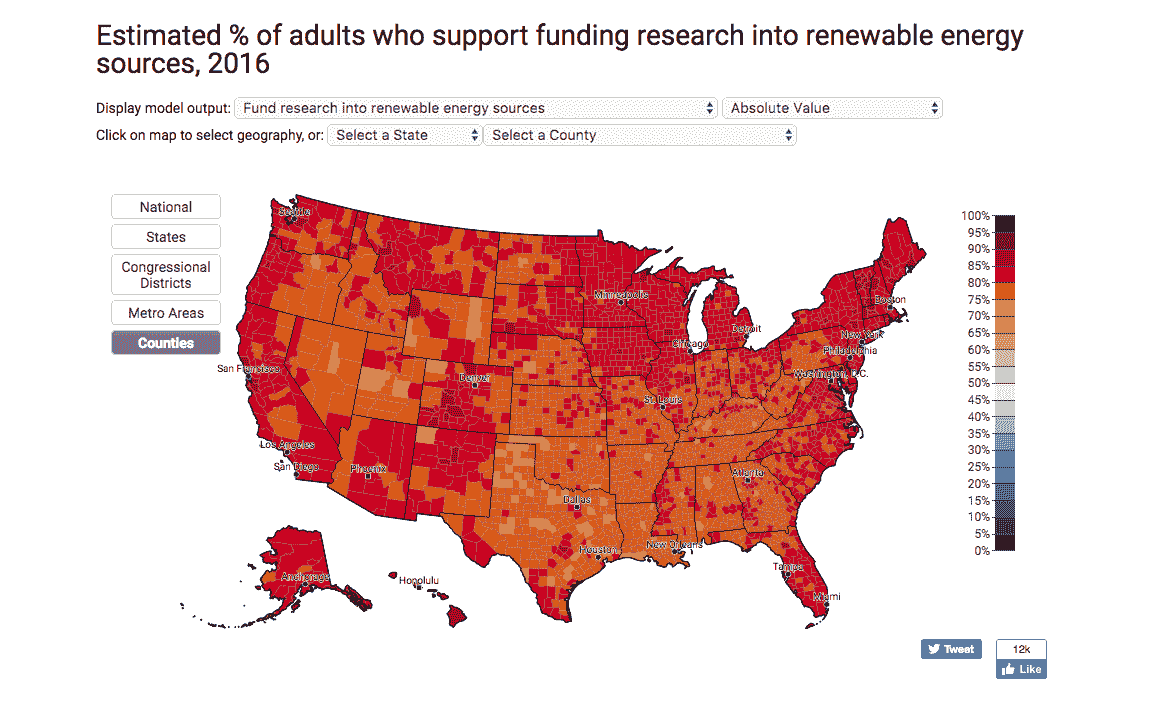 Estimated % of adults who support funding research into renewable energy
sources, 2016
Display model output: Fund research into renewable energy sources Absolute Value
Click on map to select geography, or: Select a State Select a County
National
States
Congressional
Districts
Metro Areas
Counties
Seattle
Minneapolis
Boston
Detroit
New York
Chicago
Philadelphia
San Francisco
Denver
Washington, D.C.
St. Louis
Los Angeles
San Diego
Phoenix
Atlanta
Dallas
Houston
New Orleans
Tampa
Miami
Anchorage
Honolulu
100%
95%
90%
85%
80%
75%
70%
65%
60%
55%
50%
45%
40%
35%
30%
25%
20%
15%
10%
5%
0%
Tweet
12k
Like